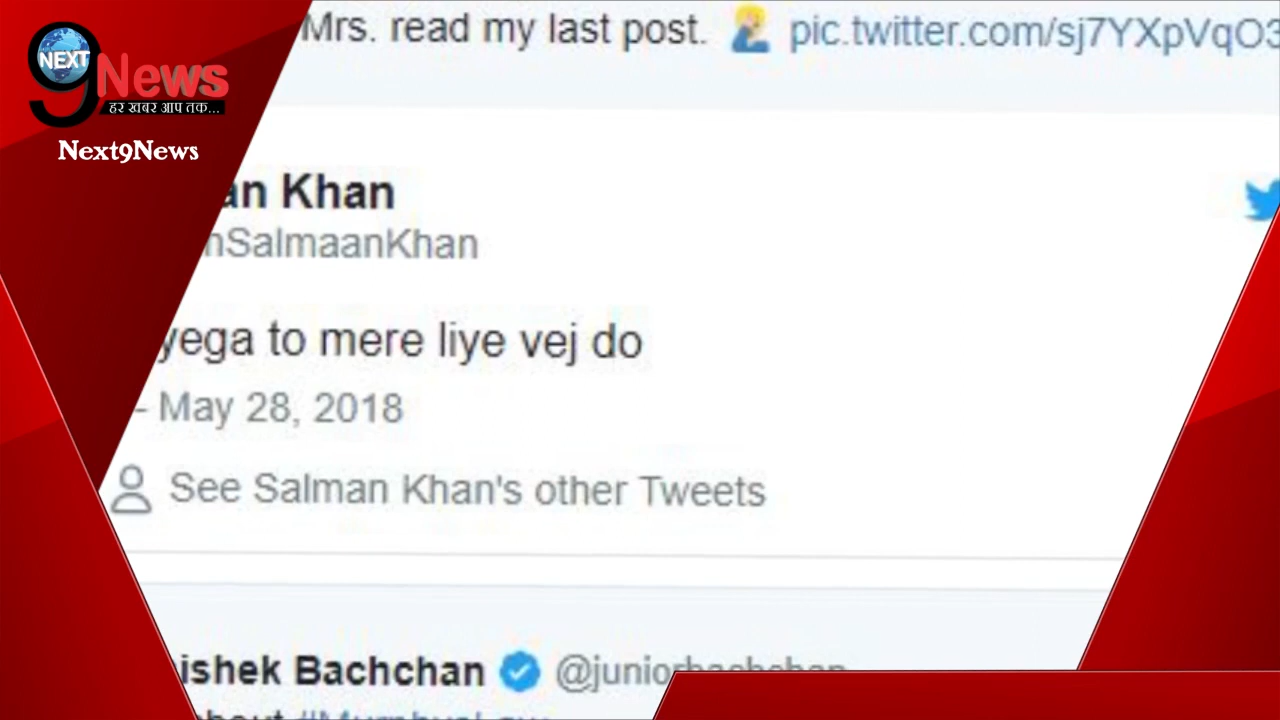 Mrs. read my last post. pic.twitter.com/sj7YXpVqO3
NEXT
9 News
हर खबर आप तक...
Next9News
an Khan
nSalmaanKhan
yega to mere liye vej do
- May 28, 2018
See Salman Khan's other Tweets
ishek Bachchan @juniorbachchan